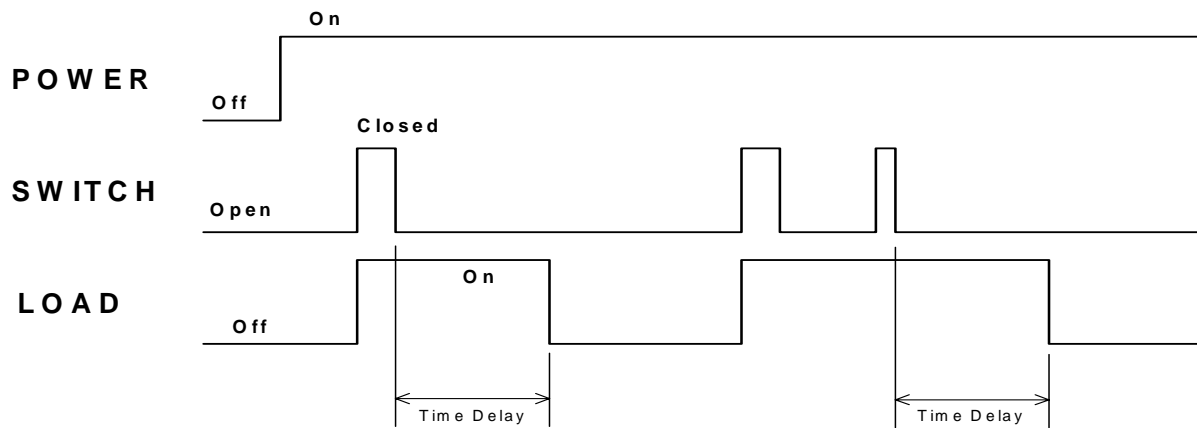 On
POWER
Off
Closed
SWITCH
Open
On
LOAD
Off
Time Delay
Time Delay